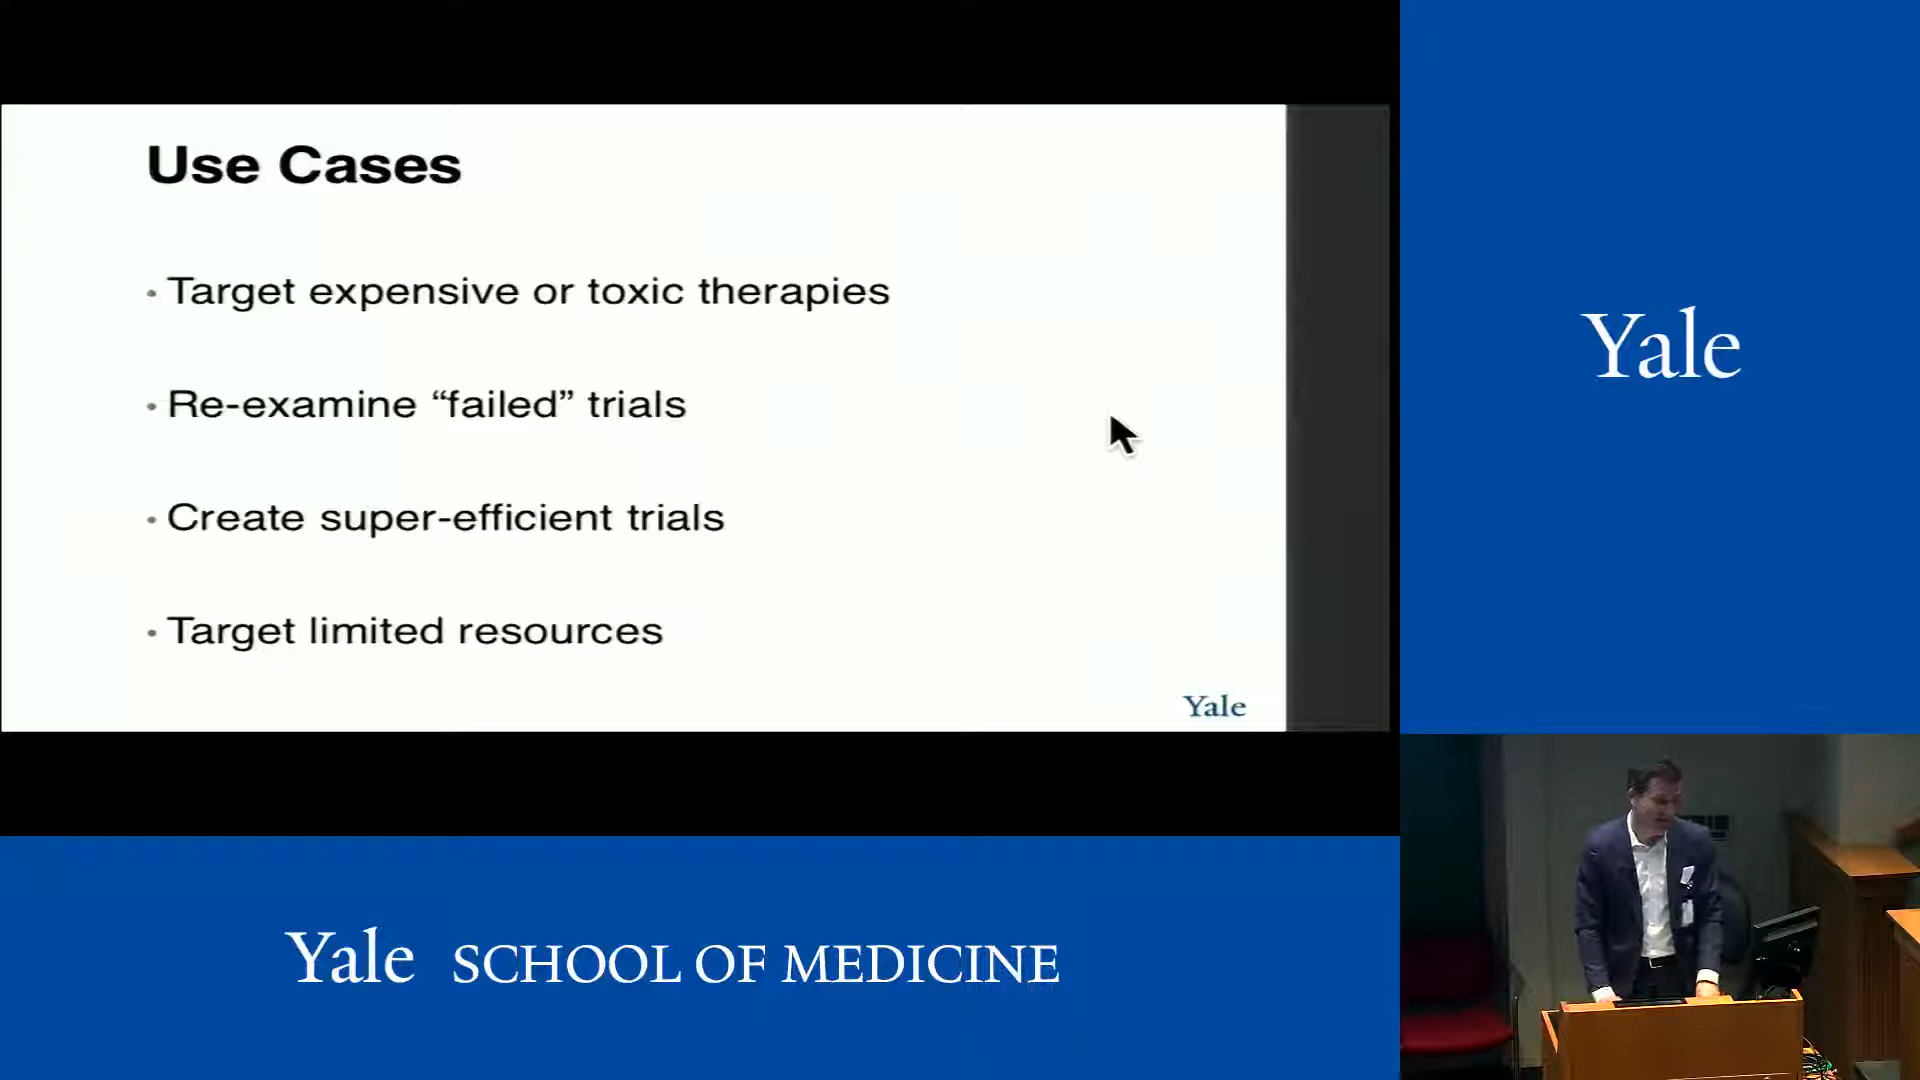 Use Cases
• Target expensive or toxic therapies
• Re-examine “failed” trials
• Create super-efficient trials
• Target limited resources
Yale
Yale
Yale SCHOOL OF MEDICINE